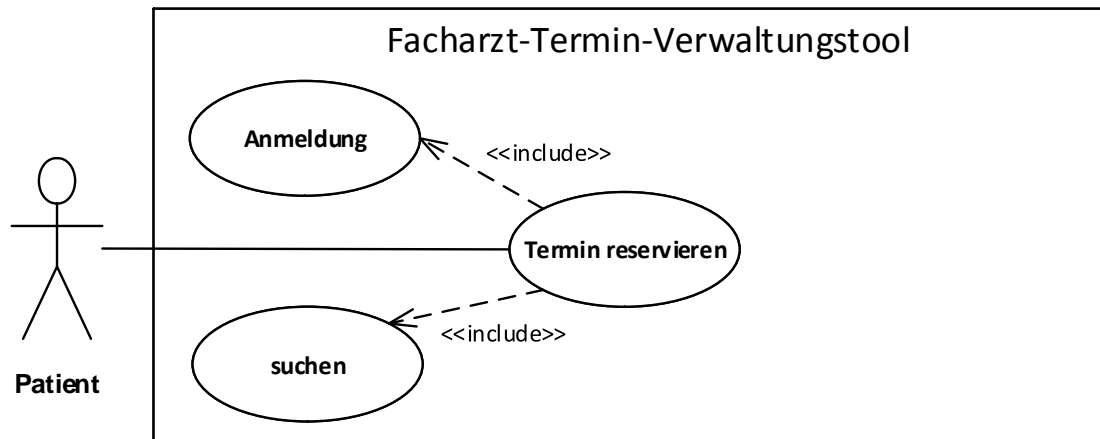 Facharzt-Termin-Verwaltungstool
Anmeldung
<<include>>
Termin reservieren
<<include>>
suchen
Patient